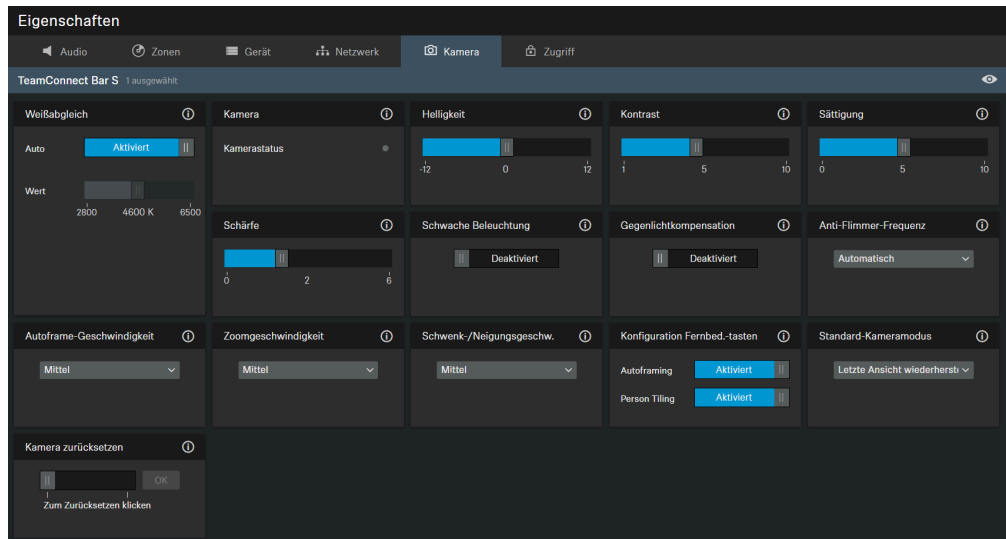 Eigenschaften
Audio Zonen Gerät Netzwerk Kamera Zugriff
TeamConnect Bar S 1 ausgewählt
Weißabgleich
Auto Aktiviert
Wert
2800 4600 K 6500
Kamera
Kamerastatus
Helligkeit
-12 0 12
Kontrast
1 5 10
Sättigung
0 5 10
Schärfe
0 2 6
Schwache Beleuchtung
Deaktiviert
Gegenlichtkompensation
Deaktiviert
Anti-Flimmer-Frequenz
Automatisch
Autoframe-Geschwindigkeit
Mittel
Zoomgeschwindigkeit
Mittel
Schwenk-/Neigungsgeschw.
Mittel
Konfiguration Fernbed.-tasten
Autoframing Aktiviert
Person Tiling Aktiviert
Standard-Kameramodus
Letzte Ansicht wiederherst
Kamera zurücksetzen
OK
Zum Zurücksetzen klicken